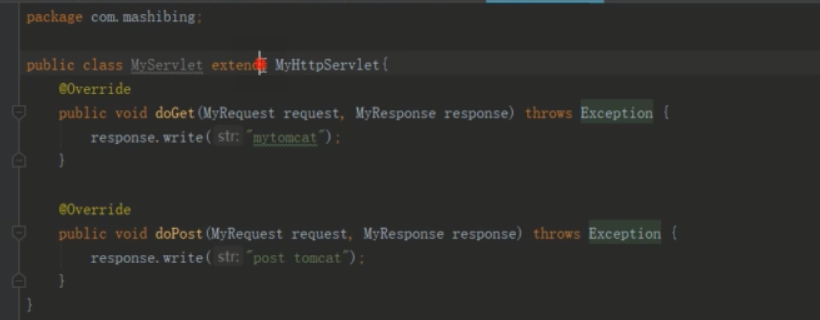 package com.mashibing;
public class MyServlet extends MyHttpServlet{
@Override
public void doGet(MyRequest request, MyResponse response) throws Exception {
response.write( str: "mytomcat");
}
@Override
public void doPost(MyRequest request, MyResponse response) throws Exception {
response.write( str: "post tomcat");
}
}